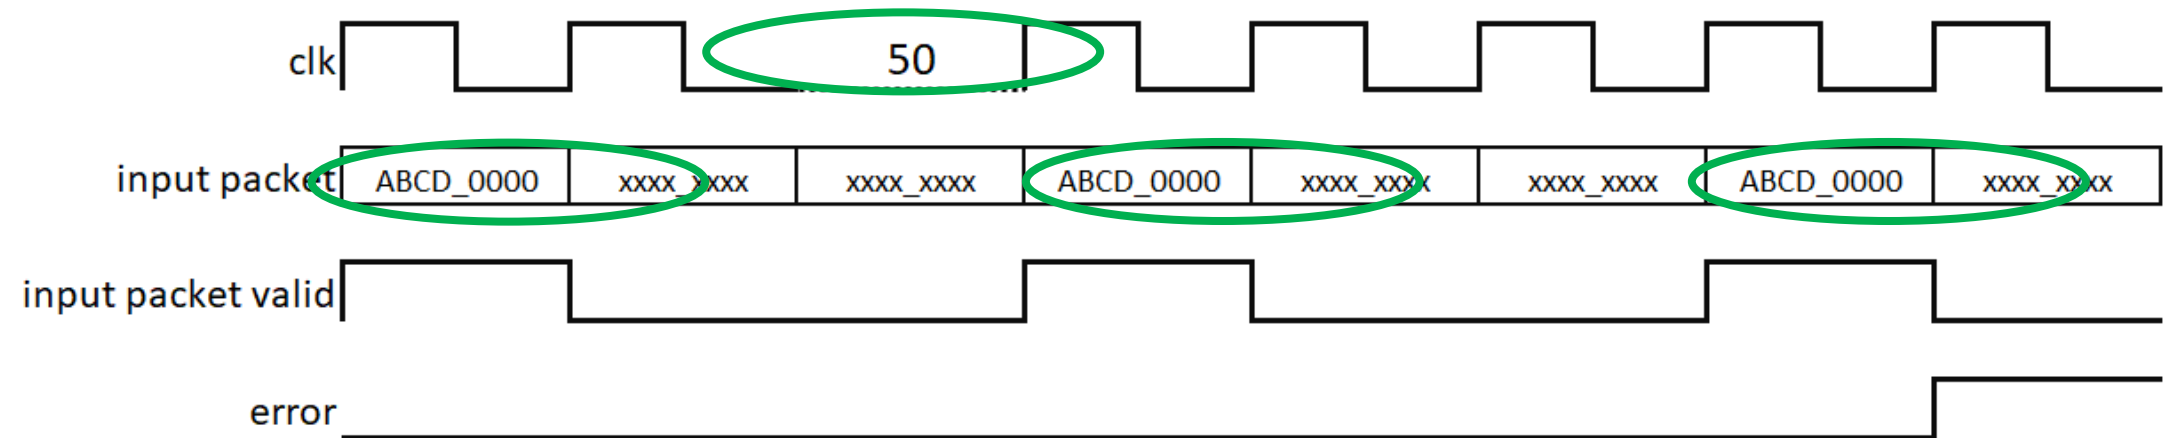 clk 50
input packet ABCD_0000 xxxx_xxxx xxxx_xxxx ABCD_0000 xxxx_xxxx xxxx_xxxx ABCD_0000 xxxx_xxxx
input packet valid
error